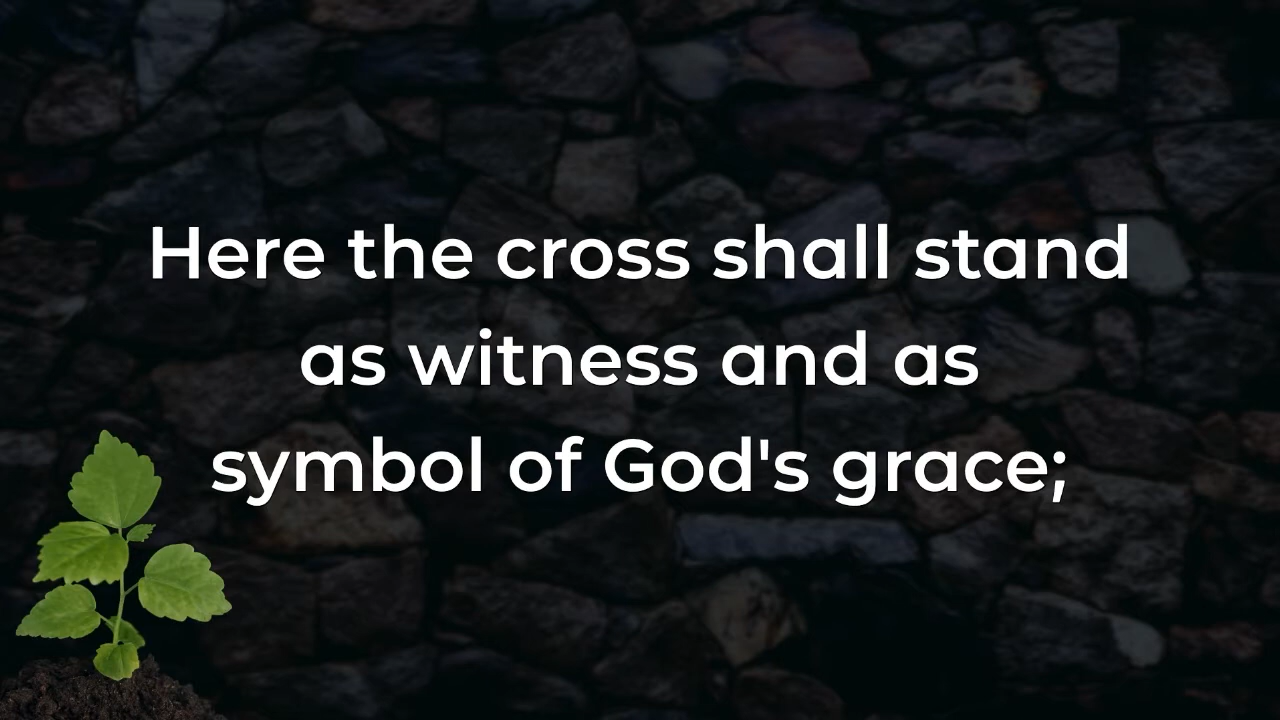 Here the cross shall stand
as witness and as
symbol of God's grace;